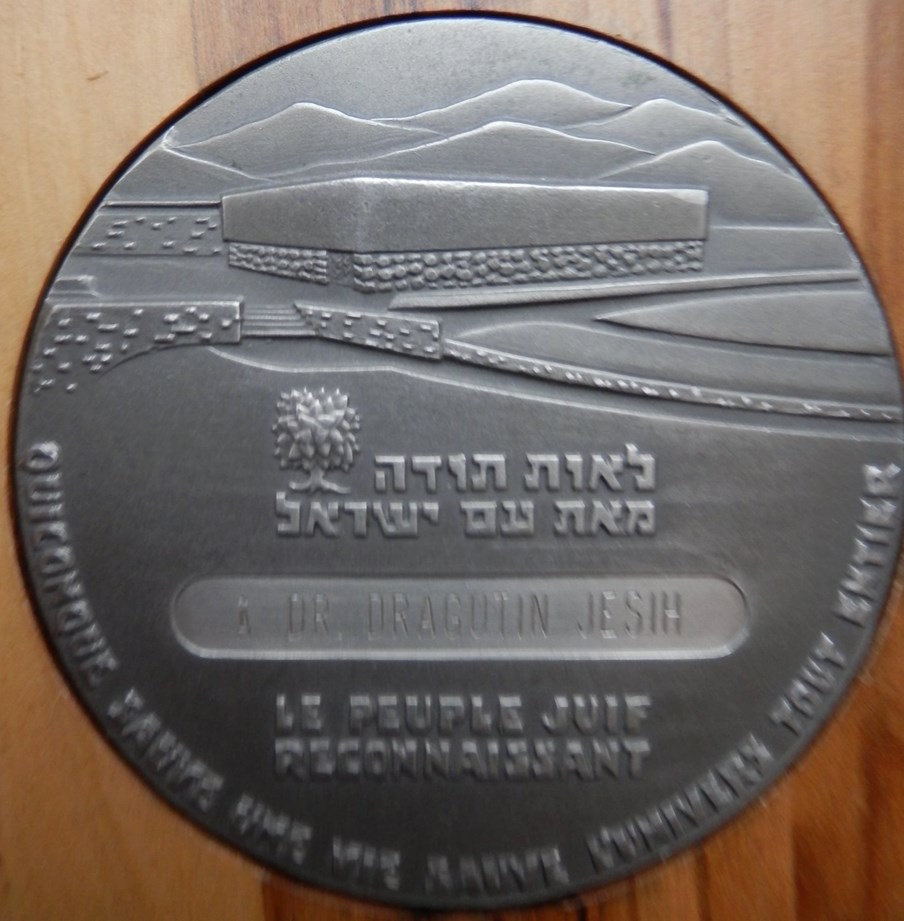 לאות תודה
מאת עם ישראל
A DR. DRAGUTIN JESIH
LE PEUPLE JUIF
RECONNAISSANT
QUICONQUE SAUVE UNE VIE SAUVE L'UNIVERS TOUT ENTIER